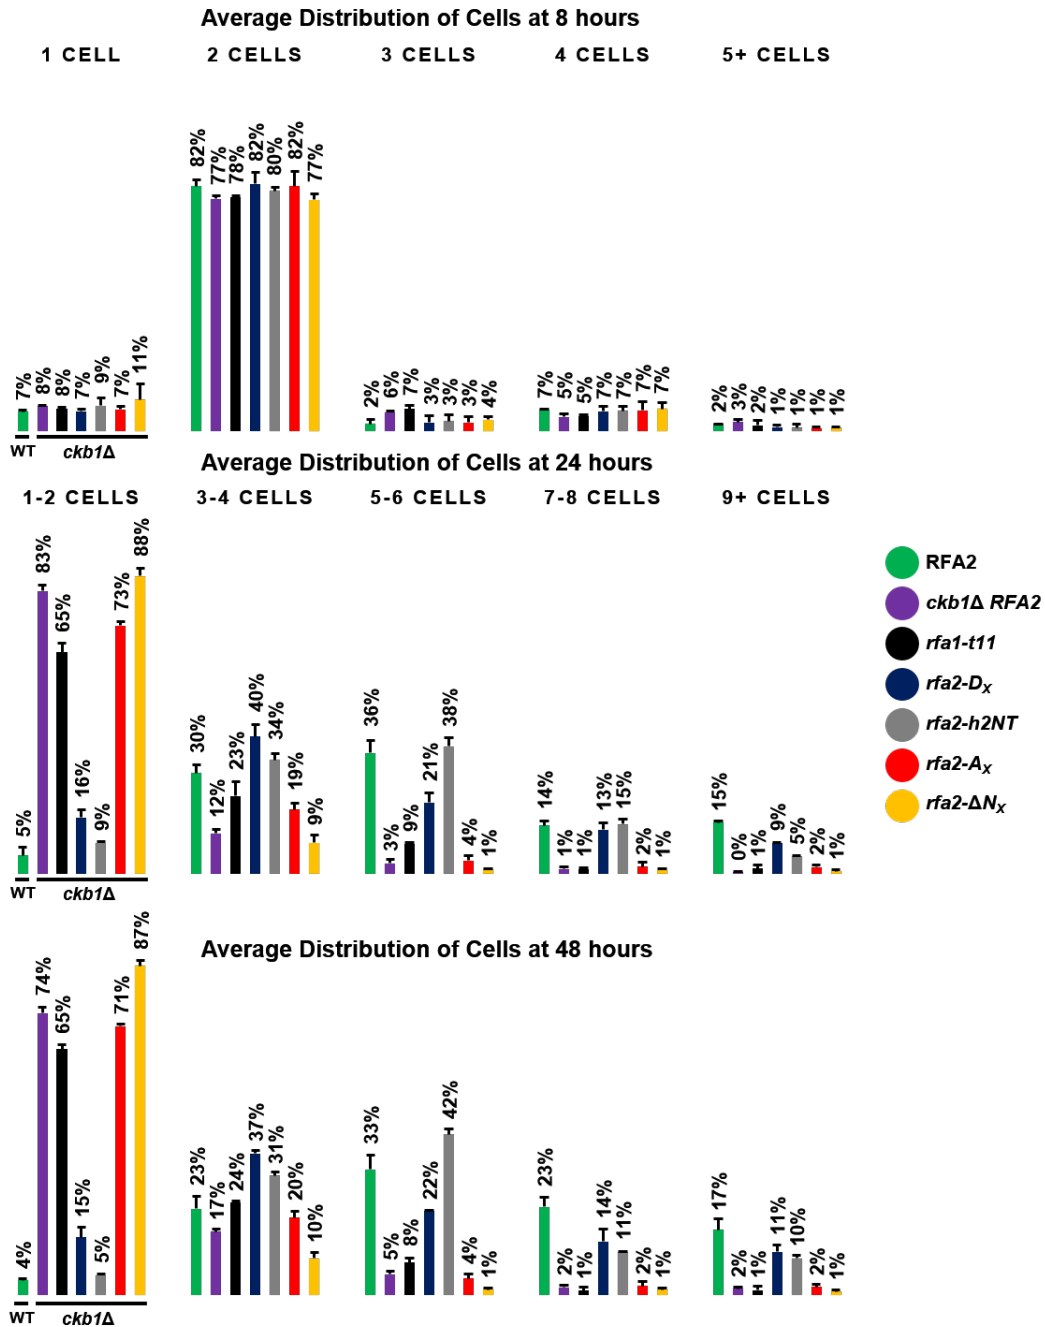 Average Distribution of Cells at 8 hours
1 CELL 2 CELLS 3 CELLS 4 CELLS 5+ CELLS
7% 8% 8% 7% 9% 7% 11% 82% 77% 78% 82% 80% 82% 77% 2% 6% 7% 3% 3% 3% 4% 7% 5% 5% 7% 7% 7% 7% 2% 3% 2% 1% 1% 1% 1%
WT ckb1Δ
Average Distribution of Cells at 24 hours
1-2 CELLS 3-4 CELLS 5-6 CELLS 7-8 CELLS 9+ CELLS
5% 83% 65% 16% 9% 73% 88% 30% 12% 23% 40% 34% 19% 9% 36% 3% 9% 21% 38% 4% 1% 14% 1% 1% 13% 15% 2% 1% 15% 0% 1% 9% 5% 2% 1%
WT ckb1Δ
RFA2
ckb1Δ RFA2
rfa1-t11
rfa2-Dx
rfa2-h2NT
rfa2-Ax
rfa2-ΔNx
Average Distribution of Cells at 48 hours
4% 74% 65% 15% 5% 71% 87% 23% 17% 24% 37% 31% 20% 10% 33% 5% 8% 22% 42% 4% 1% 23% 2% 1% 14% 11% 2% 1% 17% 2% 1% 11% 10% 2% 1%
WT ckb1Δ